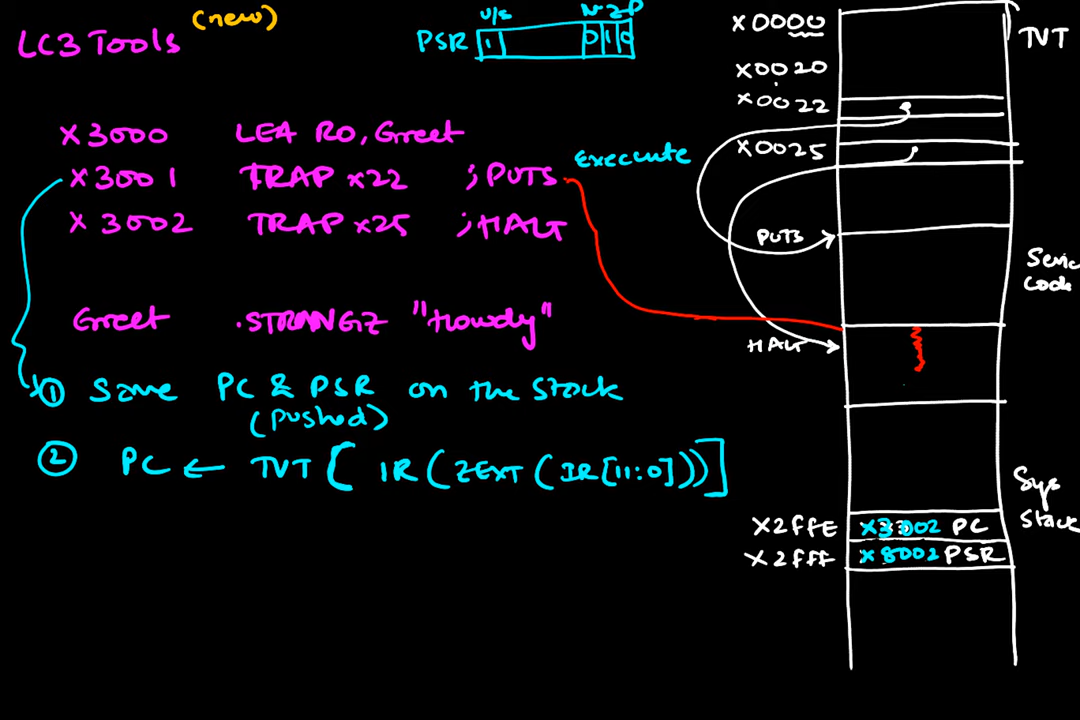 (new)
LC3 Tools
U/S
N Z P
PSR 1 0 1 0
x0000
TVT
x0020
x0022
x0025
x3000 LEA R0, Greet
x3001 TRAP x22 ;PUTS
Execute
x3002 TRAP x25 ;HALT
PUTS
Service
Code
Greet .STRINGZ "Howdy"
HALT
① Save PC & PSR on the stack
(pushed)
② PC ← TVT [ IR (ZEXT (IR[11:0])) ]
Sys
Stack
x2FFE x3002 PC
x2FFF x8002 PSR